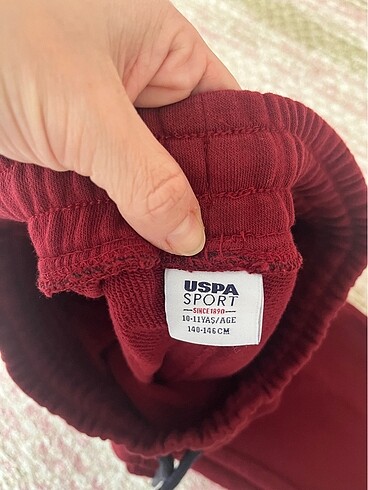 USPA
SPORT
SINCE 1890
10-11YAŞ/AGE
140-146CM